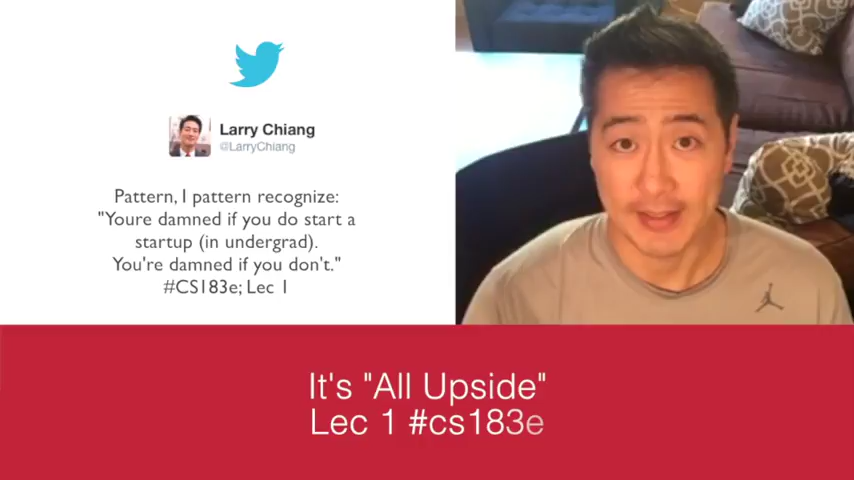 Larry Chiang
@LarryChiang
Pattern, I pattern recognize:
"Youre damned if you do start a
startup (in undergrad).
You're damned if you don't."
#CS183e; Lec 1
It's "All Upside"
Lec 1 #cs183e